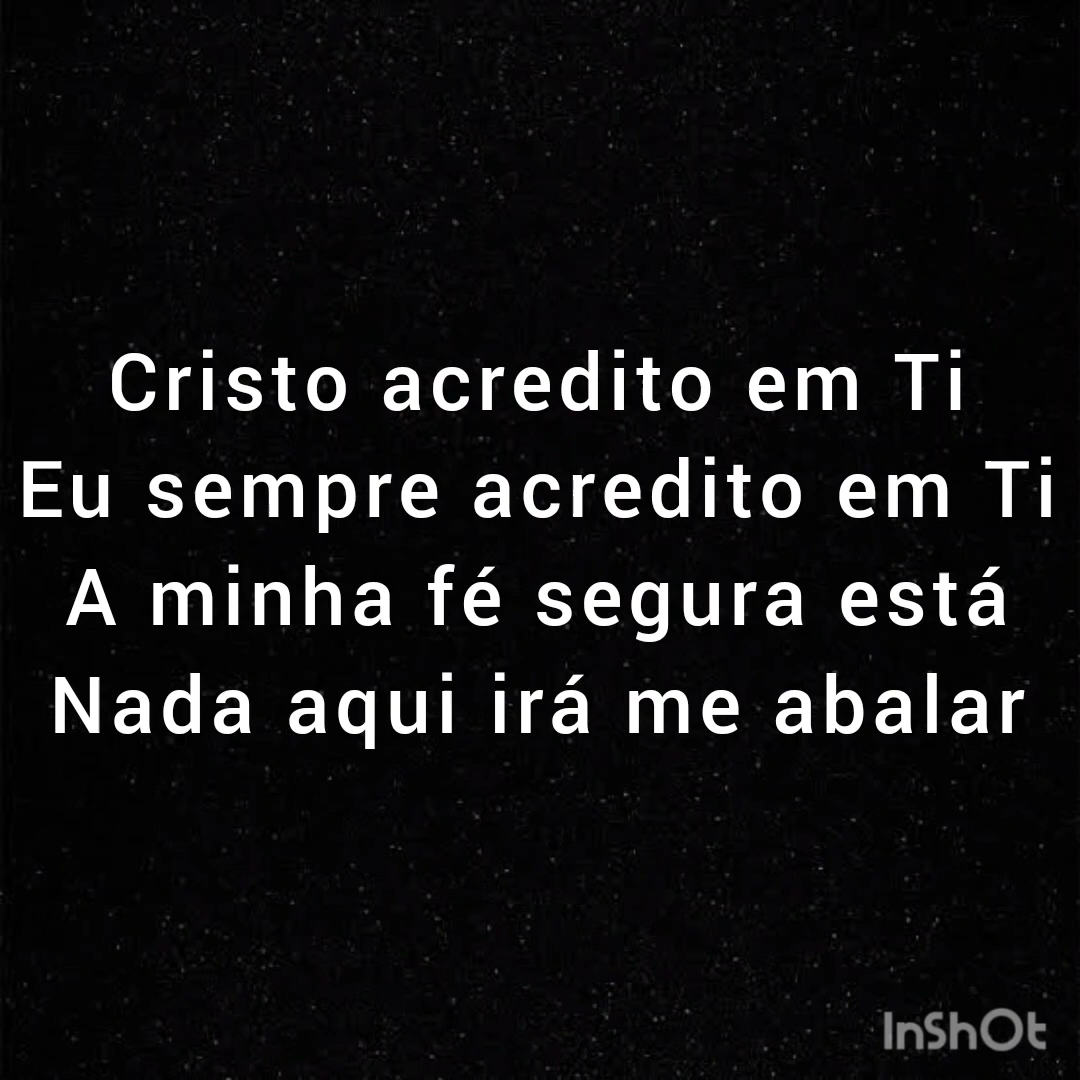 Cristo acredito em Ti
Eu sempre acredito em Ti
A minha fé segura está
Nada aqui irá me abalar
InShOt